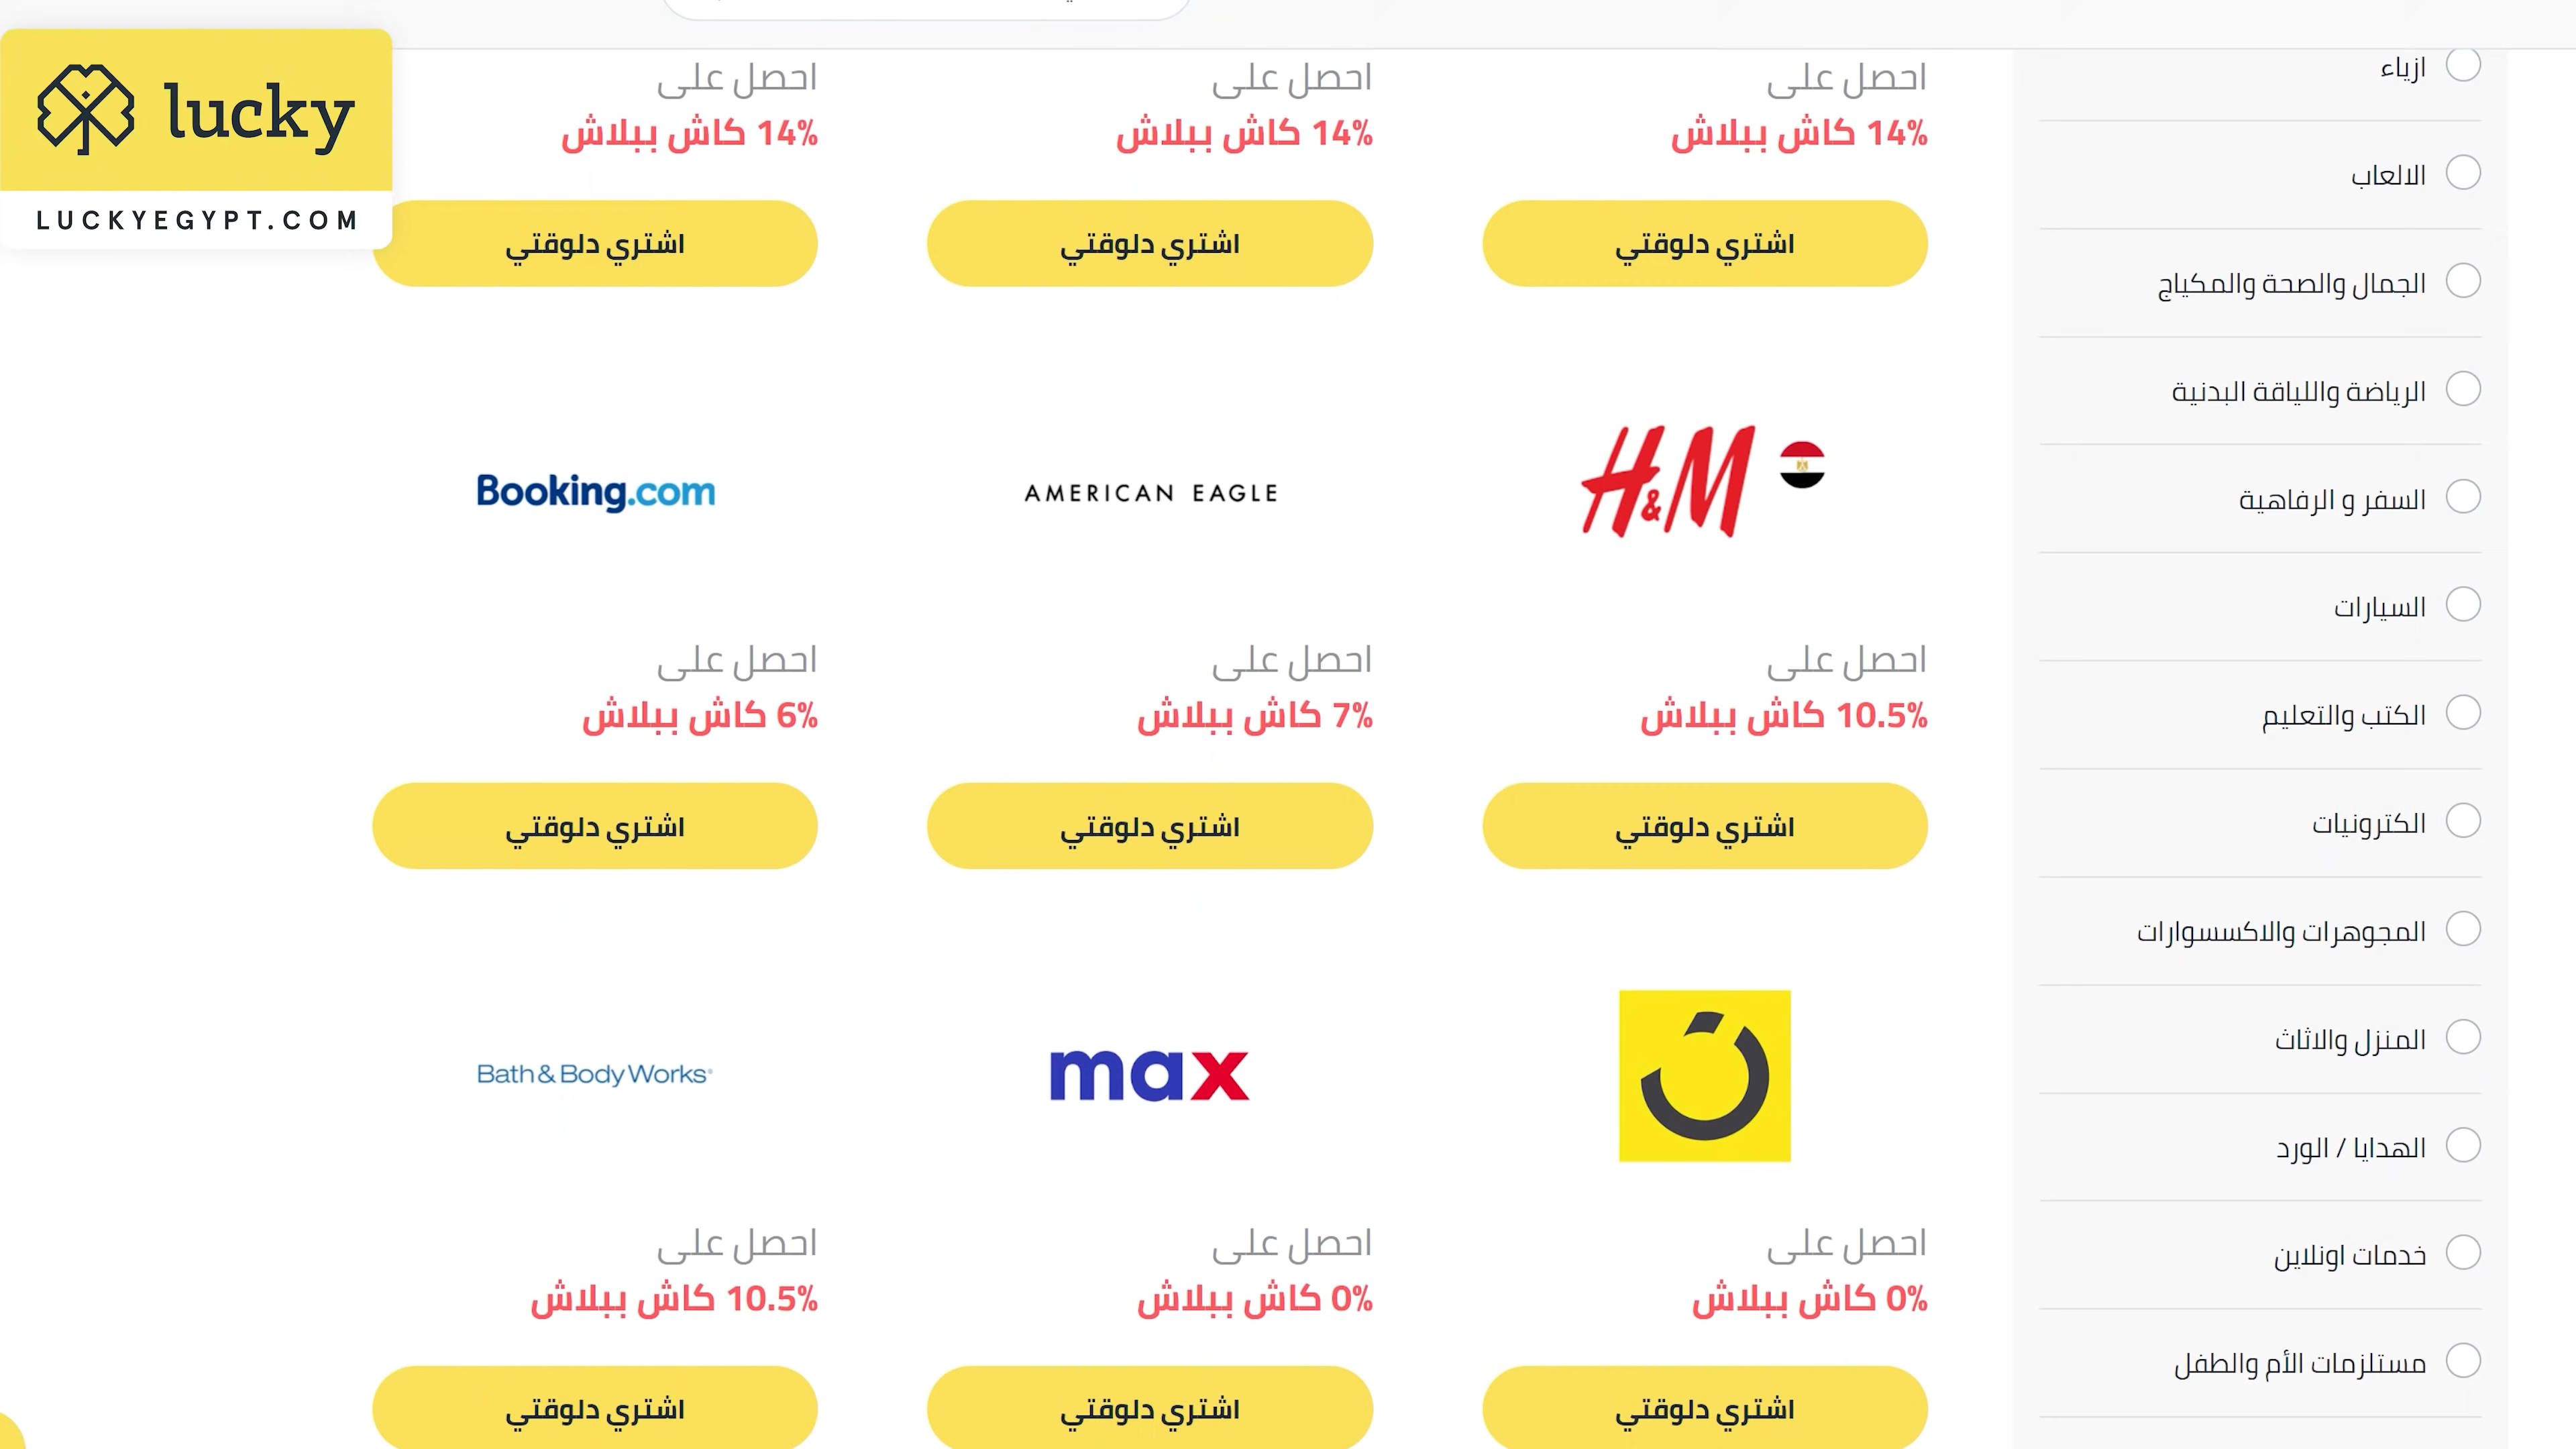 lucky
LUCKYEGYPT.COM
احصل على
14% كاش ببلاش
اشتري دلوقتي
احصل على
14% كاش ببلاش
اشتري دلوقتي
احصل على
14% كاش ببلاش
اشتري دلوقتي
H&M
احصل على
10.5% كاش ببلاش
اشتري دلوقتي
AMERICAN EAGLE
احصل على
7% كاش ببلاش
اشتري دلوقتي
Booking.com
احصل على
6% كاش ببلاش
اشتري دلوقتي
ن
احصل على
0% كاش ببلاش
اشتري دلوقتي
max
احصل على
0% كاش ببلاش
اشتري دلوقتي
Bath & Body Works
احصل على
10.5% كاش ببلاش
اشتري دلوقتي
ازياء
الالعاب
الجمال والصحة والمكياج
الرياضة واللياقة البدنية
السفر و الرفاهية
السيارات
الكتب والتعليم
الكترونيات
المجوهرات والاكسسوارات
المنزل والاثاث
الهدايا / الورد
خدمات اونلاين
مستلزمات الأم والطفل